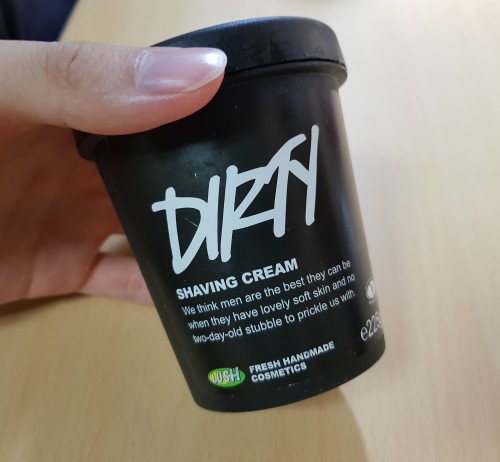 DIRTY
SHAVING CREAM
We think men are the best they can be
when they have lovely soft skin and no
two-day-old stubble to prickle us with.
LUSH
FRESH HANDMADE
COSMETICS